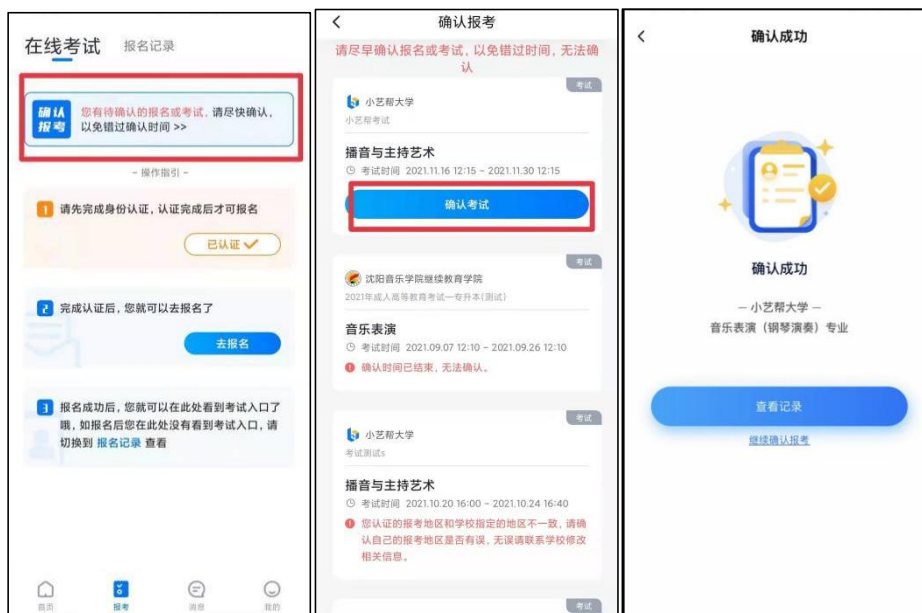 在线考试 报名记录
确认
报考
您有待确认的报名或考试，请尽快确认，
以免错过确认时间 >>
- 操作指引 -
1 请先完成身份认证，认证完成后才可报名
已认证
2 完成认证后，您就可以去报名了
去报名
3 报名成功后，您就可以在此处看到考试入口了
哦，如报名后您在此处没有看到考试入口，请
切换到 报名记录 查看
首页 报考 消息 我的
确认报考
请尽早确认报名或考试，以免错过时间，无法确
认
考试
小艺帮大学
小艺帮考试
播音与主持艺术
考试时间 2021.11.16 12:15 - 2021.11.30 12:15
确认考试
考试
沈阳音乐学院继续教育学院
2021年成人高等教育考试—专升本(测试)
音乐表演
考试时间 2021.09.07 12:10 - 2021.09.26 12:10
确认时间已结束，无法确认。
考试
小艺帮大学
考试测试s
播音与主持艺术
考试时间 2021.10.20 16:00 - 2021.10.24 16:40
您认证的报考地区和学校指定的地区不一致，请确
认自己的报考地区是否有误，无误请联系学校修改
相关信息。
考试
确认成功
确认成功
— 小艺帮大学 —
音乐表演（钢琴演奏）专业
查看记录
继续确认报考